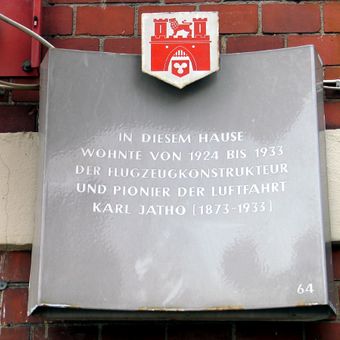 IN DIESEM HAUSE
WOHNTE VON 1924 BIS 1933
DER FLUGZEUGKONSTRUKTEUR
UND PIONIER DER LUFTFAHRT
KARL JATHO (1873-1933)
64